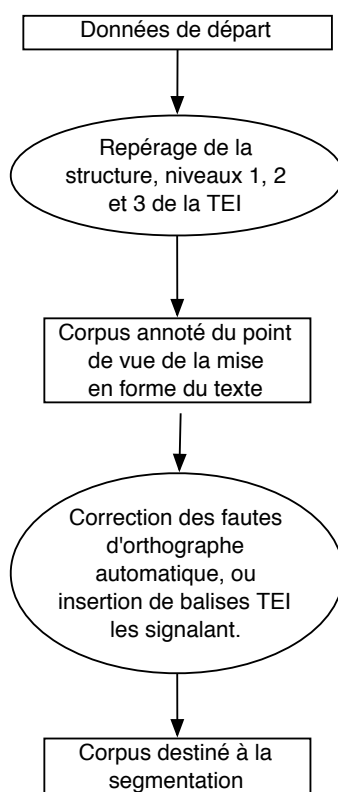 Données de départ
Repérage de la
structure, niveaux 1, 2
et 3 de la TEI
Corpus annoté du point
de vue de la mise
en forme du texte
Correction des fautes
d'orthographe
automatique, ou
insertion de balises TEI
les signalant.
Corpus destiné à la
segmentation